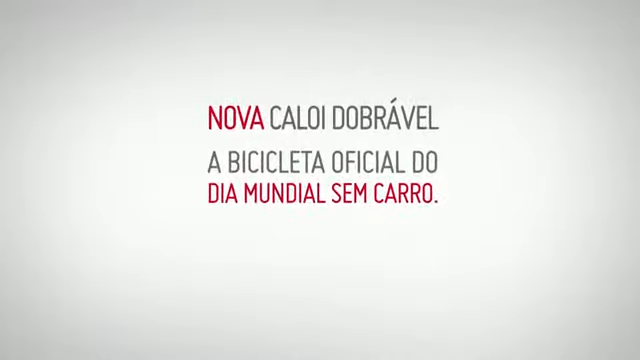 NOVA CALOI DOBRÁVEL
A BICICLETA OFICIAL DO
DIA MUNDIAL SEM CARRO.